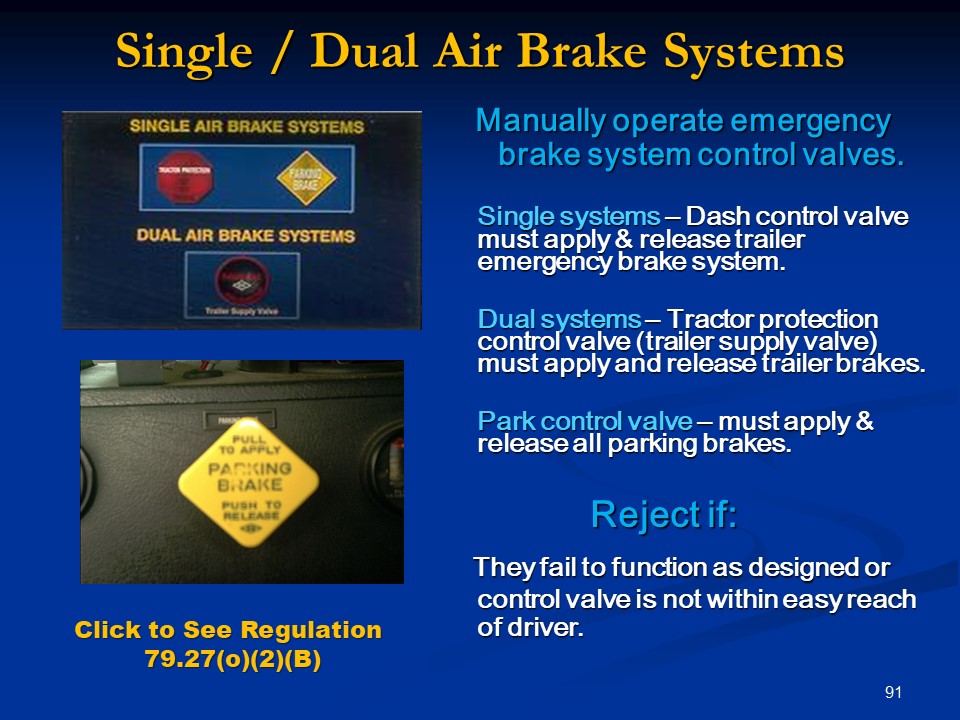 Single / Dual Air Brake Systems
SINGLE AIR BRAKE SYSTEMS
TRACTOR PROTECTION
PARKING
BRAKE
DUAL AIR BRAKE SYSTEMS
Trailer Supply Valve
PARKING
PULL
TO APPLY
PARKING
BRAKE
PUSH TO
RELEASE
Click to See Regulation
79.27(o)(2)(B)
Manually operate emergency
brake system control valves.
Single systems – Dash control valve
must apply & release trailer
emergency brake system.
Dual systems – Tractor protection
control valve (trailer supply valve)
must apply and release trailer brakes.
Park control valve – must apply &
release all parking brakes.
Reject if:
They fail to function as designed or
control valve is not within easy reach
of driver.
91